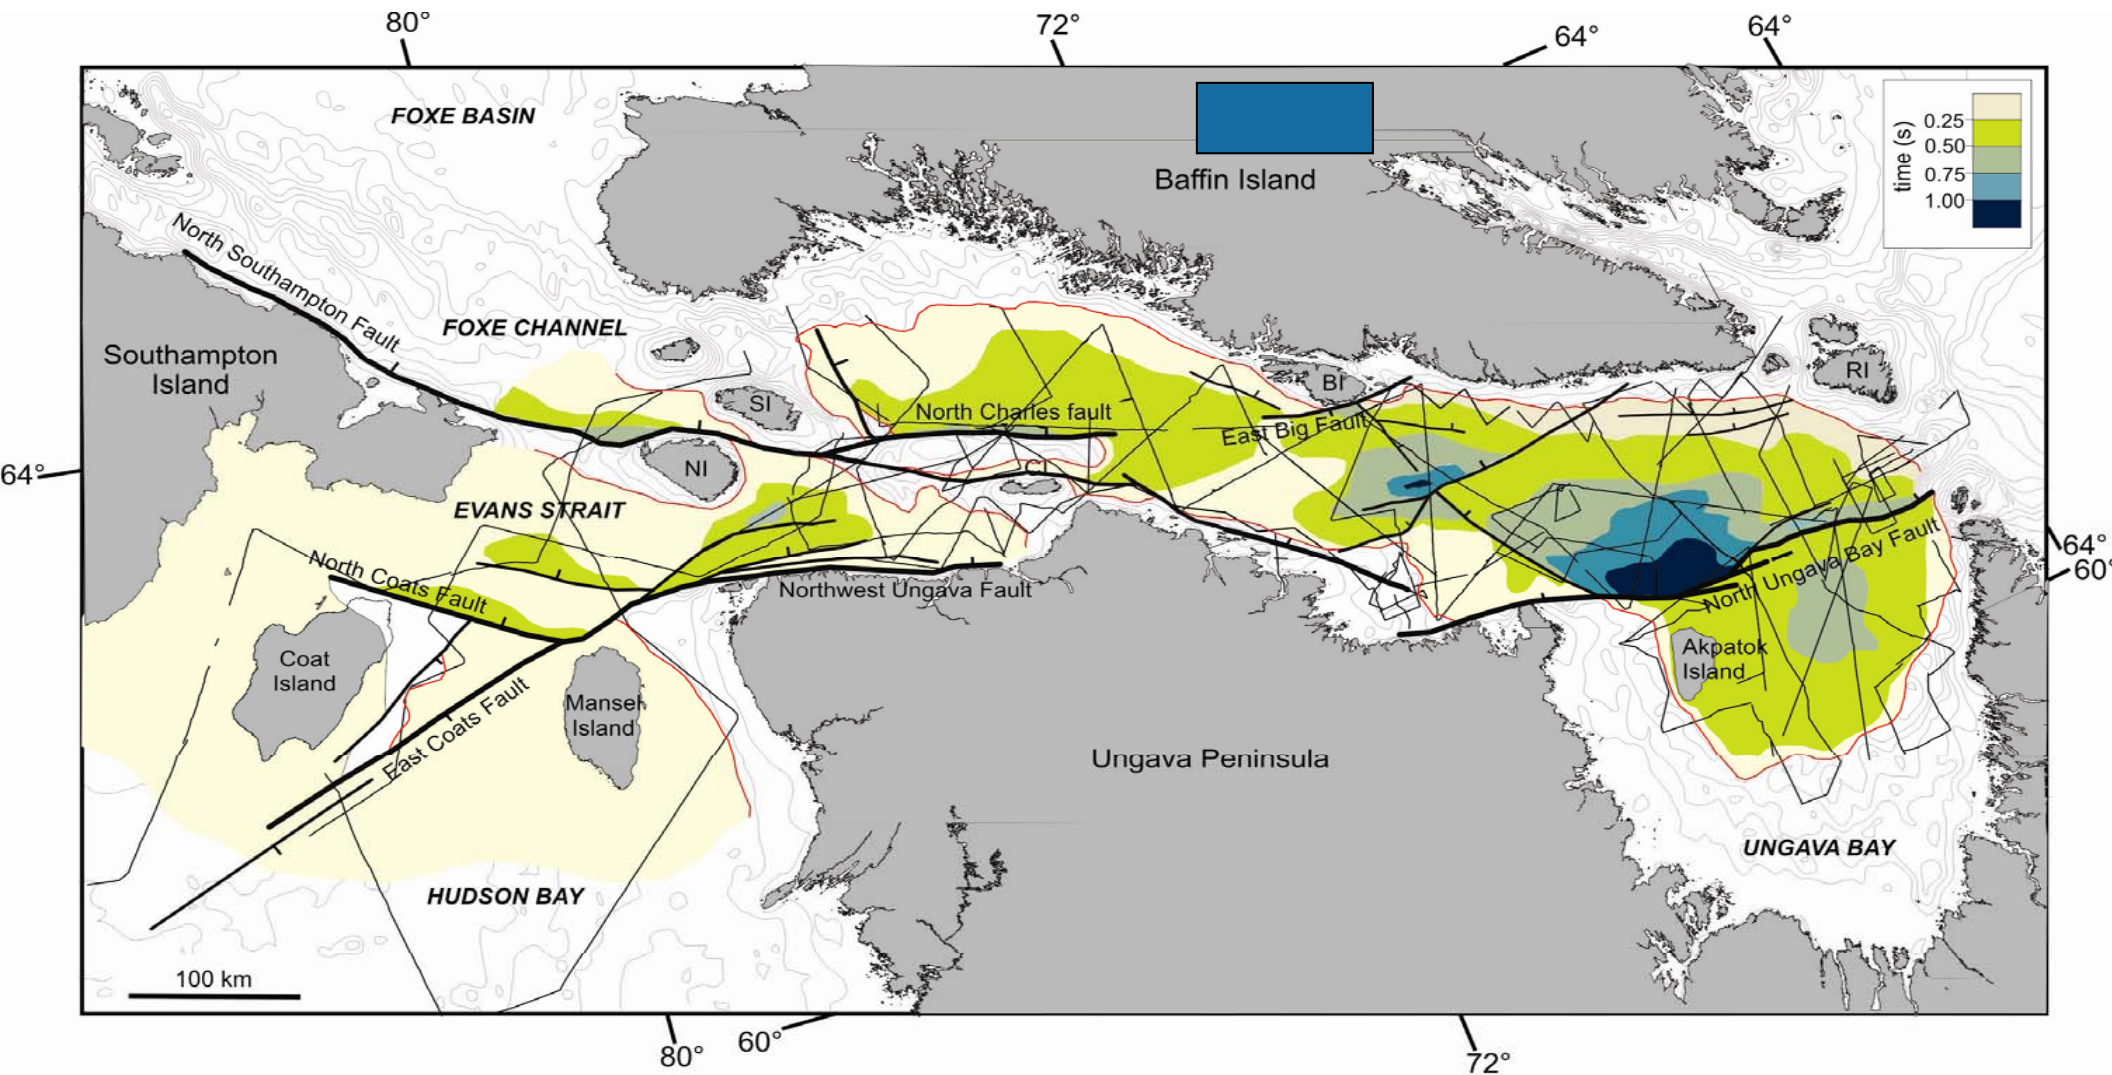 80°
72°
64°
64°
FOXE BASIN
Baffin Island
time (s)
0.25
0.50
0.75
1.00
North Southampton Fault
FOXE CHANNEL
Southampton
Island
SI
BI
RI
North Charles fault
East Big Fault
NI
CI
64°
EVANS STRAIT
North Coats Fault
Northwest Ungava Fault
North Ungava Bay Fault
64°
60°
Coat
Island
East Coats Fault
Mansel
Island
Akpatok
Island
Ungava Peninsula
UNGAVA BAY
HUDSON BAY
100 km
80°
60°
72°